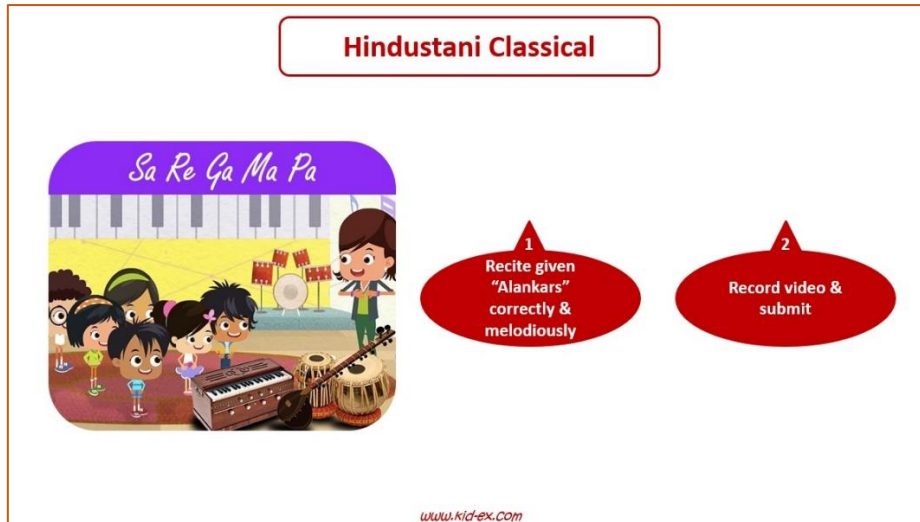 Hindustani Classical
Sa Re Ga Ma Pa
1
Recite given
“Alankars”
correctly &
melodiously
2
Record video &
submit
www.kid-ex.com